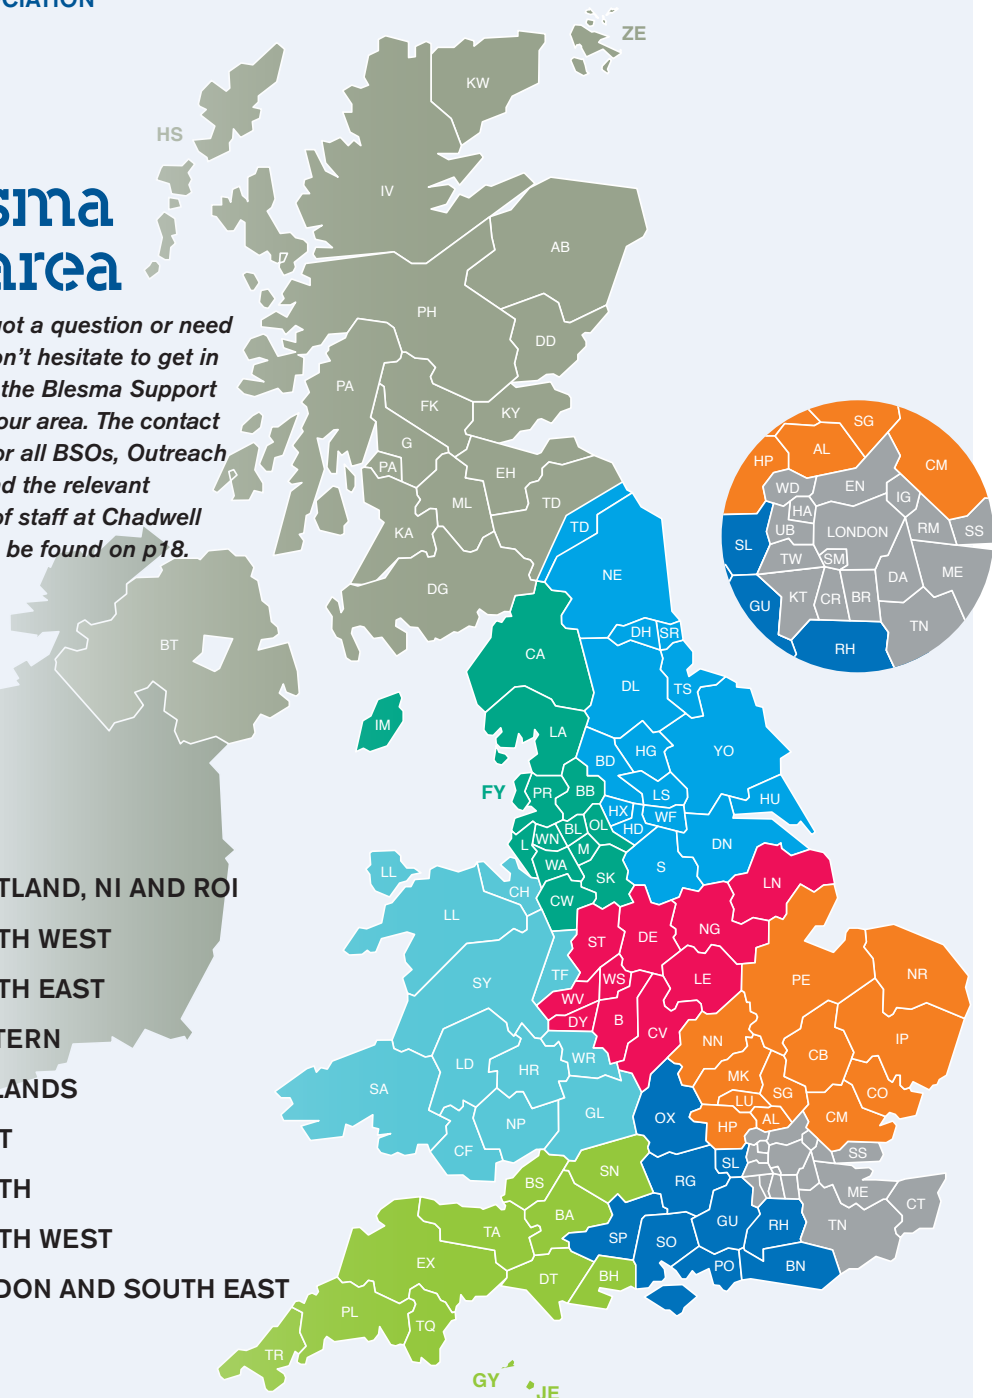 CIATION
ZE
KW
HS
IV
sma
area
AB
got a question or need
on't hesitate to get in
the Blesma Support
our area. The contact
or all BSOs, Outreach
nd the relevant
of staff at Chadwell
be found on p18.
PH
DD
PA
FK
KY
G
PA
EH
ML
TD
KA
TD
DG
NE
BT
SG
AL
HP
CM
WD
EN
IG
HA
UB
LONDON
RM
SS
SL
TW
SM
ME
DA
KT
CR
BR
GU
TN
RH
CA
DH
SR
DL
TS
IM
LA
HG
YO
BD
FY
PR
BB
LS
HU
HX
WF
BL
OL
HD
L
WN
M
DN
WA
S
LL
SK
CH
LN
CW
LL
NG
ST
DE
TF
SY
WS
LE
PE
NR
WV
DY
B
CV
NN
IP
CB
WR
LD
HR
MK
SG
CO
SA
LU
GL
OX
AL
CM
NP
HP
CF
SL
SS
SN
RG
BS
ME
CT
BA
GU
TN
TA
RH
SP
SO
EX
PO
BN
DT
BH
PL
TQ
TR
GY
JE
TLAND, NI AND ROI
TH WEST
TH EAST
TERN
LANDS
T
TH
TH WEST
DON AND SOUTH EAST